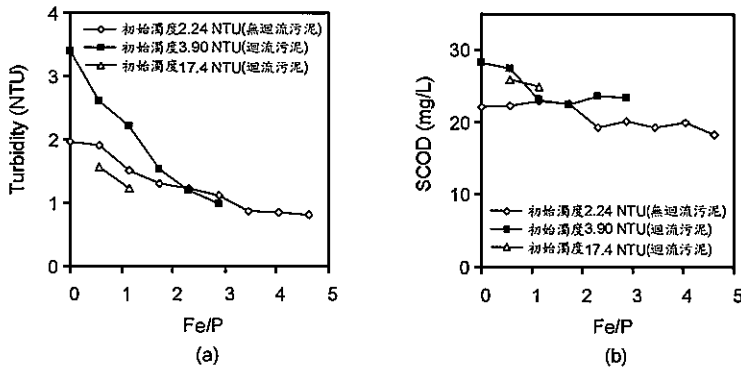 初始濁度2.24 NTU(無迴流污泥)
初始濁度3.90 NTU(迴流污泥)
初始濁度17.4 NTU(迴流污泥)
Turbidity (NTU)
4
3
2
1
0
0 1 2 3 4 5
Fe/P
(a)
SCOD (mg/L)
30
20
10
0
初始濁度2.24 NTU(無迴流污泥)
初始濁度3.90 NTU(迴流污泥)
初始濁度17.4 NTU(迴流污泥)
0 1 2 3 4 5
Fe/P
(b)